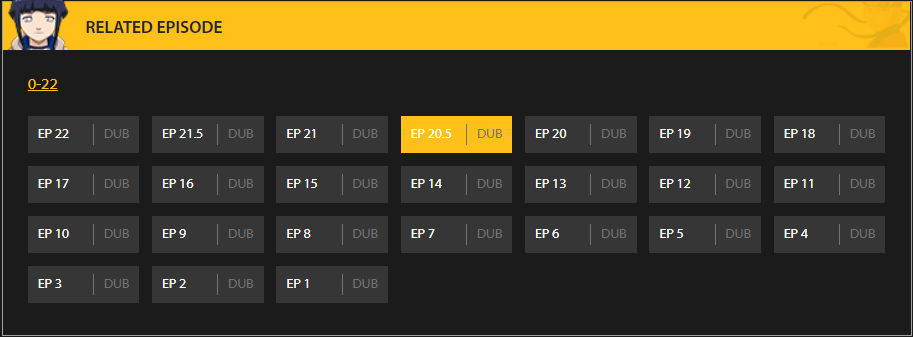 RELATED EPISODE
0-22
EP 22 DUB EP 21.5 DUB EP 21 DUB EP 20.5 DUB EP 20 DUB EP 19 DUB EP 18 DUB
EP 17 DUB EP 16 DUB EP 15 DUB EP 14 DUB EP 13 DUB EP 12 DUB EP 11 DUB
EP 10 DUB EP 9 DUB EP 8 DUB EP 7 DUB EP 6 DUB EP 5 DUB EP 4 DUB
EP 3 DUB EP 2 DUB EP 1 DUB